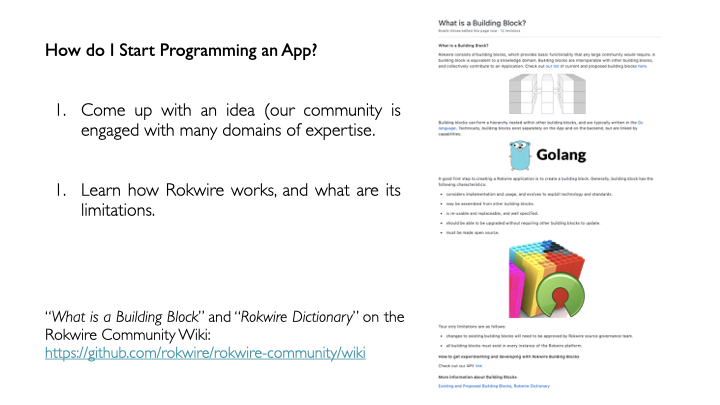 How do I Start Programming an App?
1. Come up with an idea (our community is
engaged with many domains of expertise.
1. Learn how Rokwire works, and what are its
limitations.
“What is a Building Block” and “Rokwire Dictionary” on the
Rokwire Community Wiki:
https://github.com/rokwire/rokwire-community/wiki
What is a Building Block?
edited this page now · 12 revisions
What is a Building Block?
Rokwire consists of building blocks, which provides basic functionality that any large community would require. A
building block is equivalent to a knowledge domain. Building blocks are interoperable with other building blocks,
and collectively contribute to an Application. Check out our list of current and proposed building blocks here.
Building blocks can form a hierarchy nested within other building blocks, and are typically written in the Go
language. Technically, building blocks exist separately on the App and on the backend, but are linked by
capabilities.
Golang
A good first step to creating a Rokwire application is to create a building block. Generally, building block has the
following characteristics:
• considers implementation and usage, and evolves to exploit technology and standards.
• may be assembled from other building blocks.
• is re-usable and replaceable, and well specified.
• should be able to be upgraded without requiring other building blocks to update.
• must be made open source.
Your only limitations are as follows:
• changes to existing building blocks will need to be approved by Rokwire source governance team.
• all building blocks must exist in every instance of the Rokwire platform.
How to get experimenting and developing with Rokwire Building Blocks
Check out our API! link.
More information about Building Blocks
Existing and Proposed Building Blocks, Rokwire Dictionary